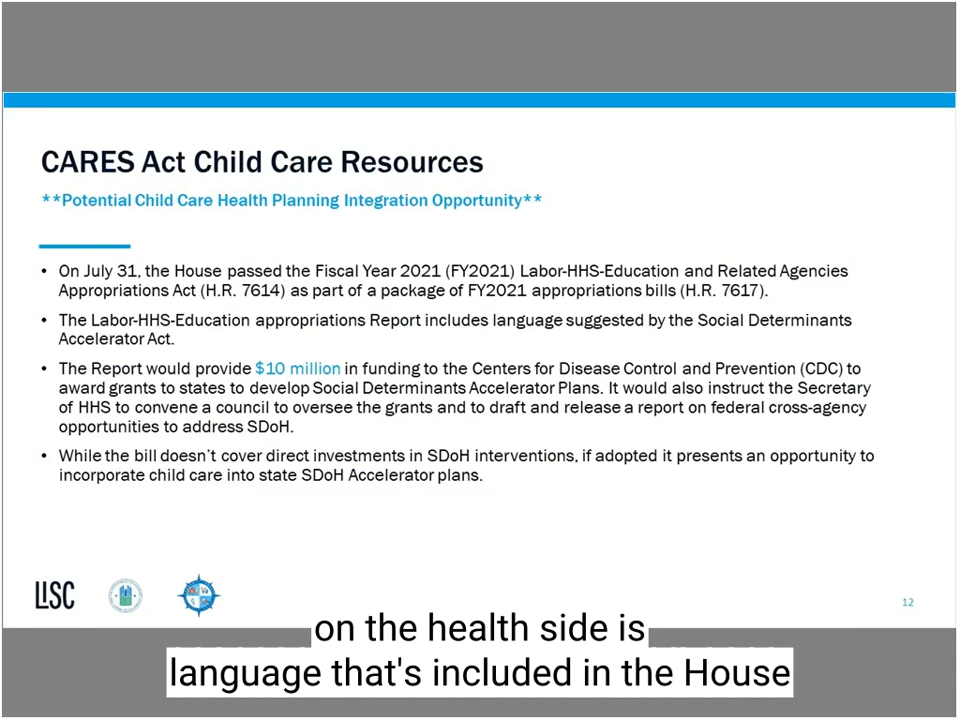 CARES Act Child Care Resources
**Potential Child Care Health Planning Integration Opportunity**
• On July 31, the House passed the Fiscal Year 2021 (FY2021) Labor-HHS-Education and Related Agencies
Appropriations Act (H.R. 7614) as part of a package of FY2021 appropriations bills (H.R. 7617).
• The Labor-HHS-Education appropriations Report includes language suggested by the Social Determinants
Accelerator Act.
• The Report would provide $10 million in funding to the Centers for Disease Control and Prevention (CDC) to
award grants to states to develop Social Determinants Accelerator Plans. It would also instruct the Secretary
of HHS to convene a council to oversee the grants and to draft and release a report on federal cross-agency
opportunities to address SDoH.
• While the bill doesn't cover direct investments in SDoH interventions, if adopted it presents an opportunity to
incorporate child care into state SDoH Accelerator plans.
LISC
12
on the health side is
language that's included in the House